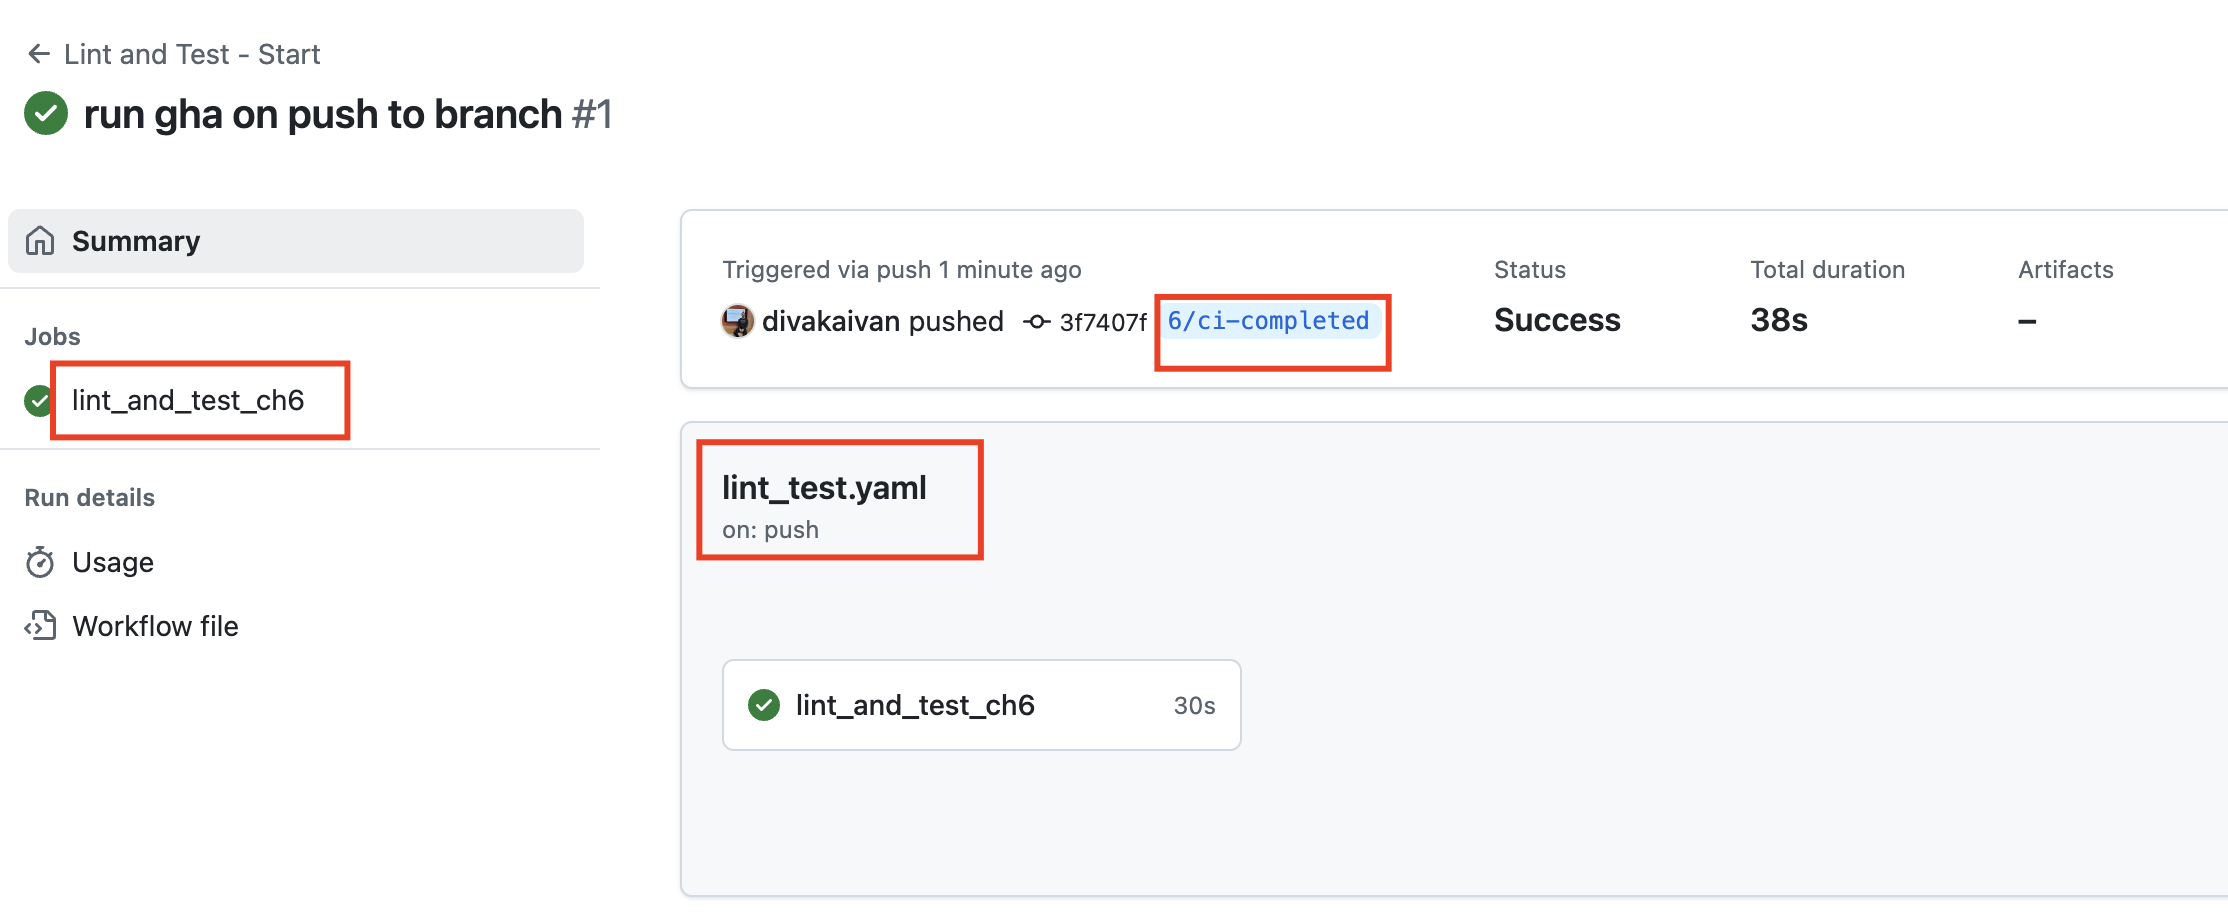 ← Lint and Test - Start
run gha on push to branch #1
Summary
Jobs
lint_and_test_ch6
Run details
Usage
Workflow file
Triggered via push 1 minute ago
divakaivan pushed 3f7407f 6/ci-completed
Status
Success
Total duration
38s
Artifacts
–
lint_test.yaml
on: push
lint_and_test_ch6 30s